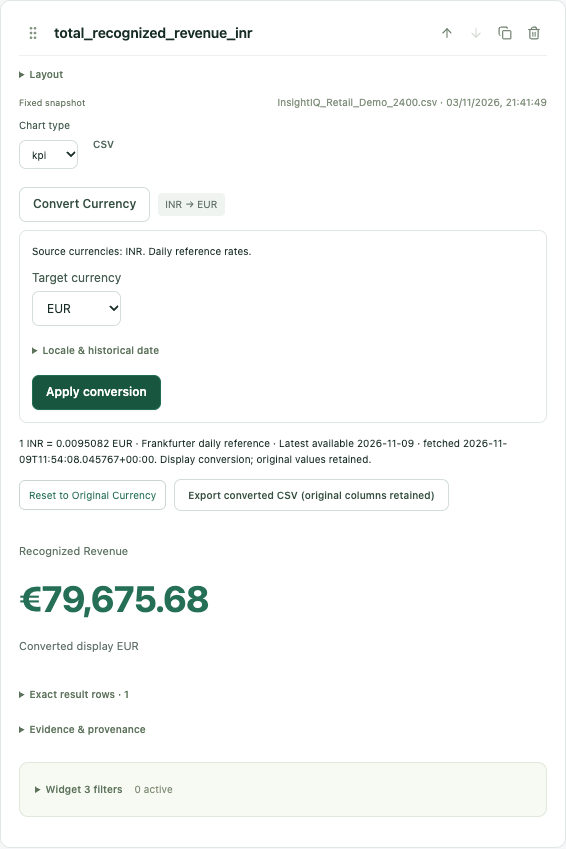 total_recognized_revenue_inr
Layout
Fixed snapshot
InsightIQ_Retail_Demo_2400.csv · 03/11/2026, 21:41:49
Chart type
kpi
CSV
Convert Currency
INR → EUR
Source currencies: INR. Daily reference rates.
Target currency
EUR
Locale & historical date
Apply conversion
1 INR = 0.0095082 EUR · Frankfurter daily reference · Latest available 2026-11-09 · fetched 2026-11-
09T11:54:08.045767+00:00. Display conversion; original values retained.
Reset to Original Currency
Export converted CSV (original columns retained)
Recognized Revenue
€79,675.68
Converted display EUR
Exact result rows · 1
Evidence & provenance
Widget 3 filters 0 active